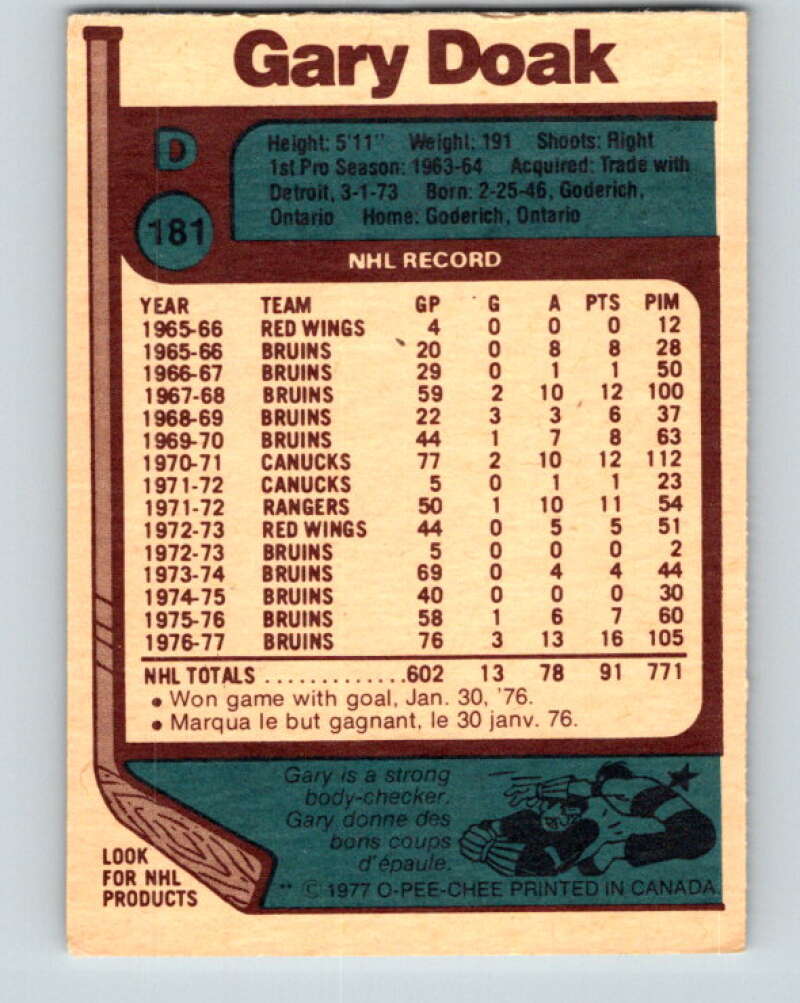 Gary Doak
D
181
Height: 5'11" Weight: 191 Shoots: Right
1st Pro Season: 1963-64 Acquired: Trade with
Detroit, 3-1-73 Born: 2-25-46, Goderich,
Ontario Home: Goderich, Ontario
NHL RECORD
YEAR TEAM GP G A PTS PIM
1965-66 RED WINGS 4 0 0 0 12
1965-66 BRUINS 20 0 8 8 28
1966-67 BRUINS 29 0 1 1 50
1967-68 BRUINS 59 2 10 12 100
1968-69 BRUINS 22 3 3 6 37
1969-70 BRUINS 44 1 7 8 63
1970-71 CANUCKS 77 2 10 12 112
1971-72 CANUCKS 5 0 1 1 23
1971-72 RANGERS 50 1 10 11 54
1972-73 RED WINGS 44 0 5 5 51
1972-73 BRUINS 5 0 0 0 2
1973-74 BRUINS 69 0 4 4 44
1974-75 BRUINS 40 0 0 0 30
1975-76 BRUINS 58 1 6 7 60
1976-77 BRUINS 76 3 13 16 105
NHL TOTALS .............602 13 78 91 771
• Won game with goal, Jan. 30, '76.
• Marqua le but gagnant, le 30 janv. 76.
Gary is a strong
body-checker.
Gary donne des
bons coups
d'épaule.
LOOK
FOR NHL
PRODUCTS
** © 1977 O-PEE-CHEE PRINTED IN CANADA.